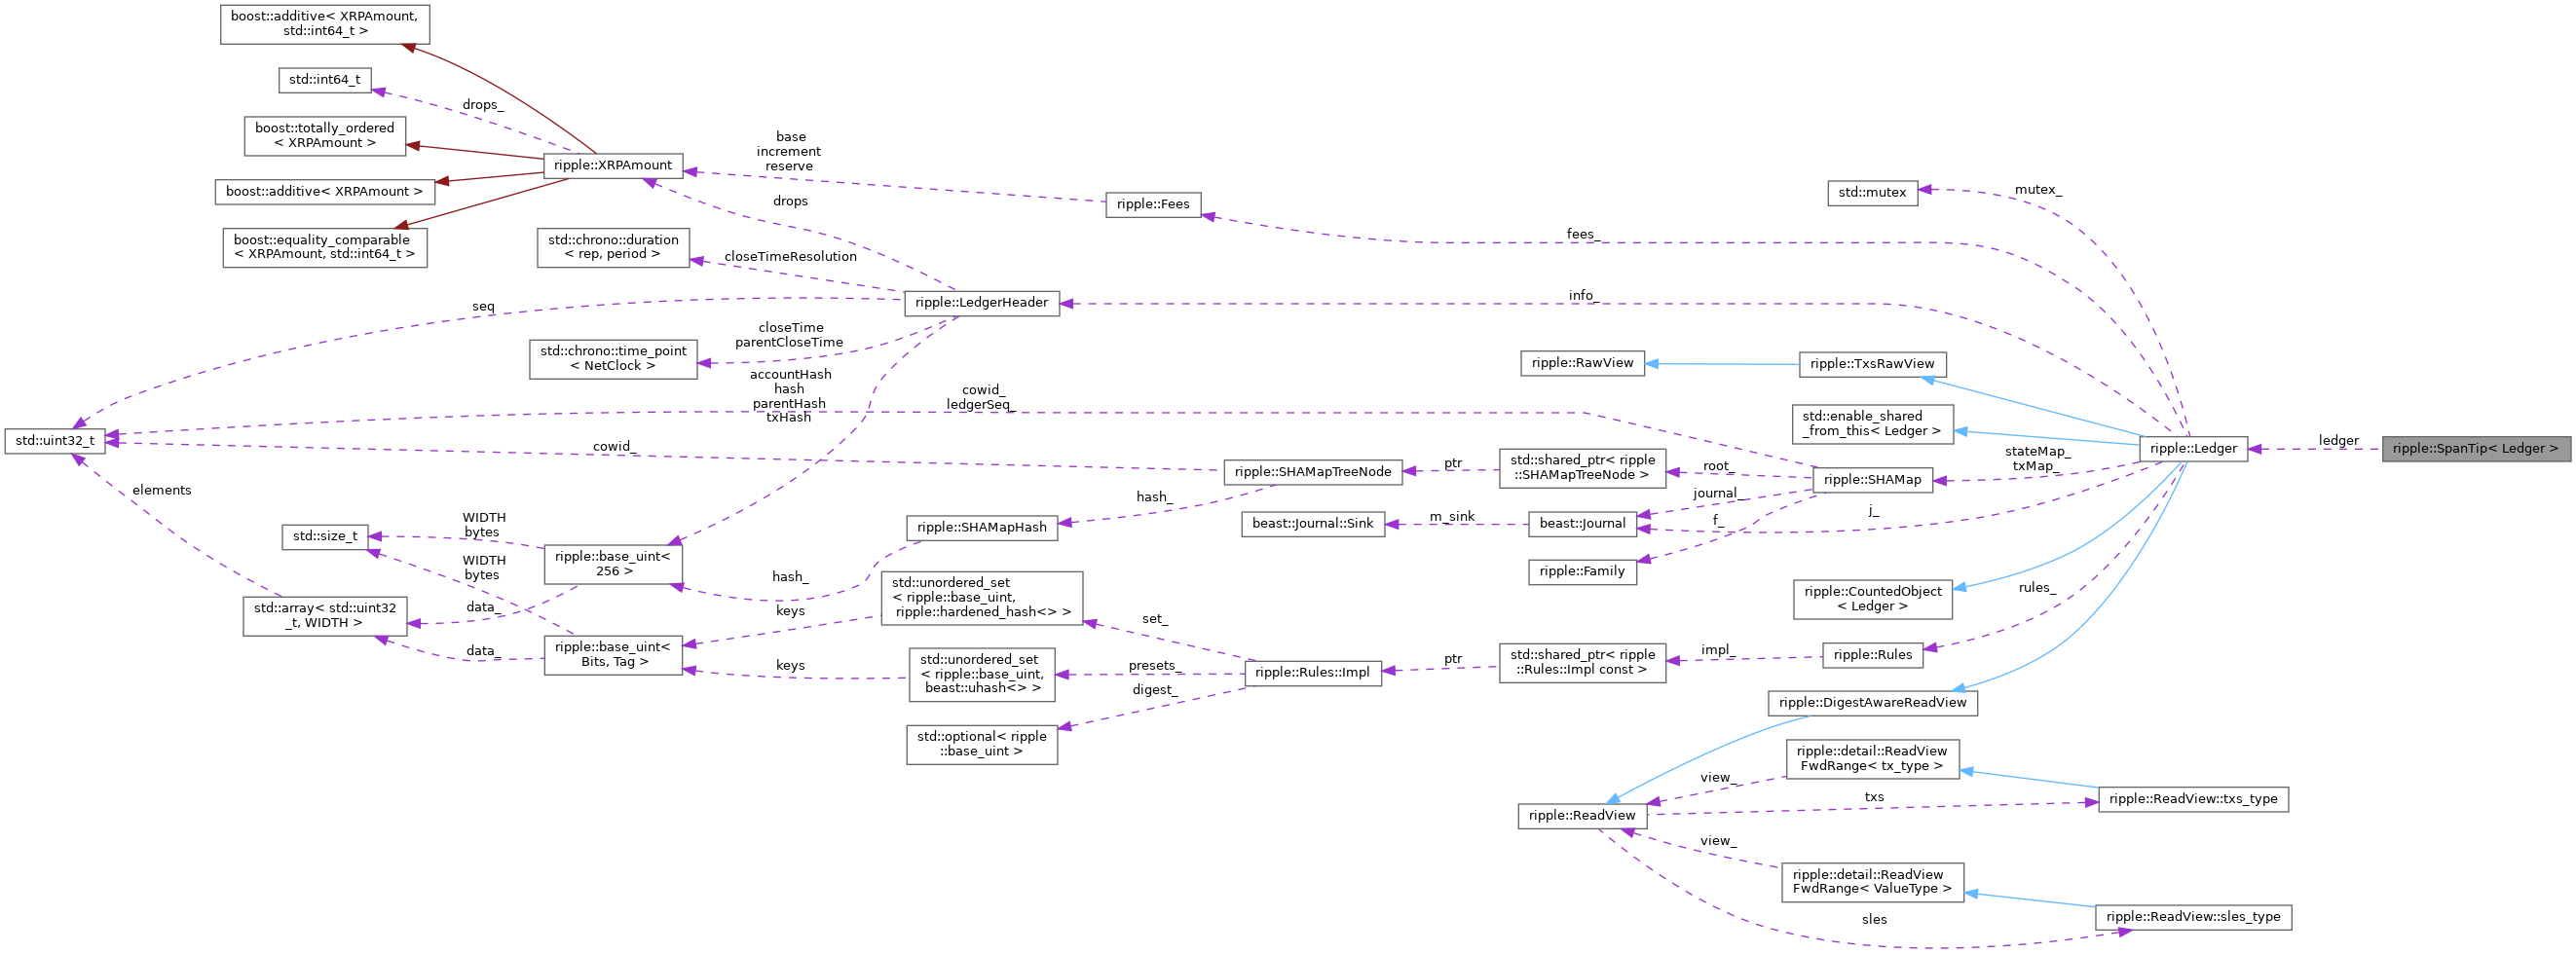 boost::additive< XRPAmount,
std::int64_t >
std::int64_t
drops_
boost::totally_ordered
< XRPAmount >
ripple::XRPAmount
boost::additive< XRPAmount >
boost::equality_comparable
< XRPAmount, std::int64_t >
base
increment
reserve
drops
ripple::Fees
std::chrono::duration
< rep, period >
closeTimeResolution
ripple::LedgerHeader
seq
std::chrono::time_point
< NetClock >
closeTime
parentCloseTime
accountHash
hash
parentHash
txHash
cowid_
ledgerSeq_
std::uint32_t
cowid_
elements
std::size_t
WIDTH
bytes
WIDTH
bytes
ripple::base_uint<
256 >
std::array< std::uint32
_t, WIDTH >
data_
data_
ripple::base_uint<
Bits, Tag >
hash_
keys
keys
ripple::SHAMapHash
std::unordered_set
< ripple::base_uint,
ripple::hardened_hash<> >
std::unordered_set
< ripple::base_uint,
beast::uhash<> >
std::optional< ripple
::base_uint >
hash_
set_
presets_
digest_
ripple::SHAMapTreeNode
beast::Journal::Sink
ripple::Rules::Impl
ptr
m_sink
ptr
std::shared_ptr< ripple
::SHAMapTreeNode >
beast::Journal
ripple::Family
std::shared_ptr< ripple
::Rules::Impl const >
root_
journal_
f_
impl_
fees_
info_
std::mutex
mutex_
ripple::RawView
ripple::TxsRawView
std::enable_shared
_from_this< Ledger >
ripple::SHAMap
stateMap_
txMap_
j_
ripple::Ledger
ledger
ripple::SpanTip< Ledger >
ripple::CountedObject
< Ledger >
rules_
ripple::Rules
ripple::DigestAwareReadView
ripple::detail::ReadView
FwdRange< tx_type >
view_
txs
ripple::ReadView::txs_type
ripple::ReadView
view_
ripple::detail::ReadView
FwdRange< ValueType >
sles
ripple::ReadView::sles_type